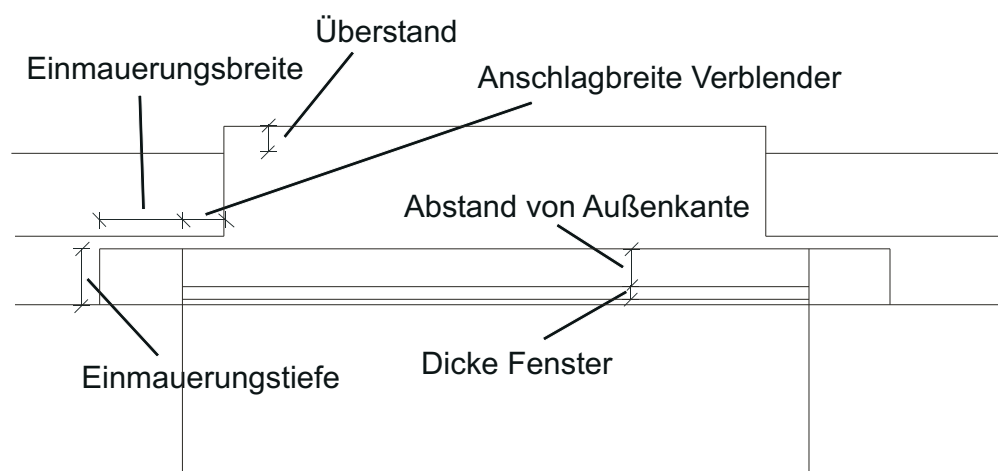 Überstand
Einmauerungsbreite
Anschlagbreite Verblender
Abstand von Außenkante
Dicke Fenster
Einmauerungstiefe